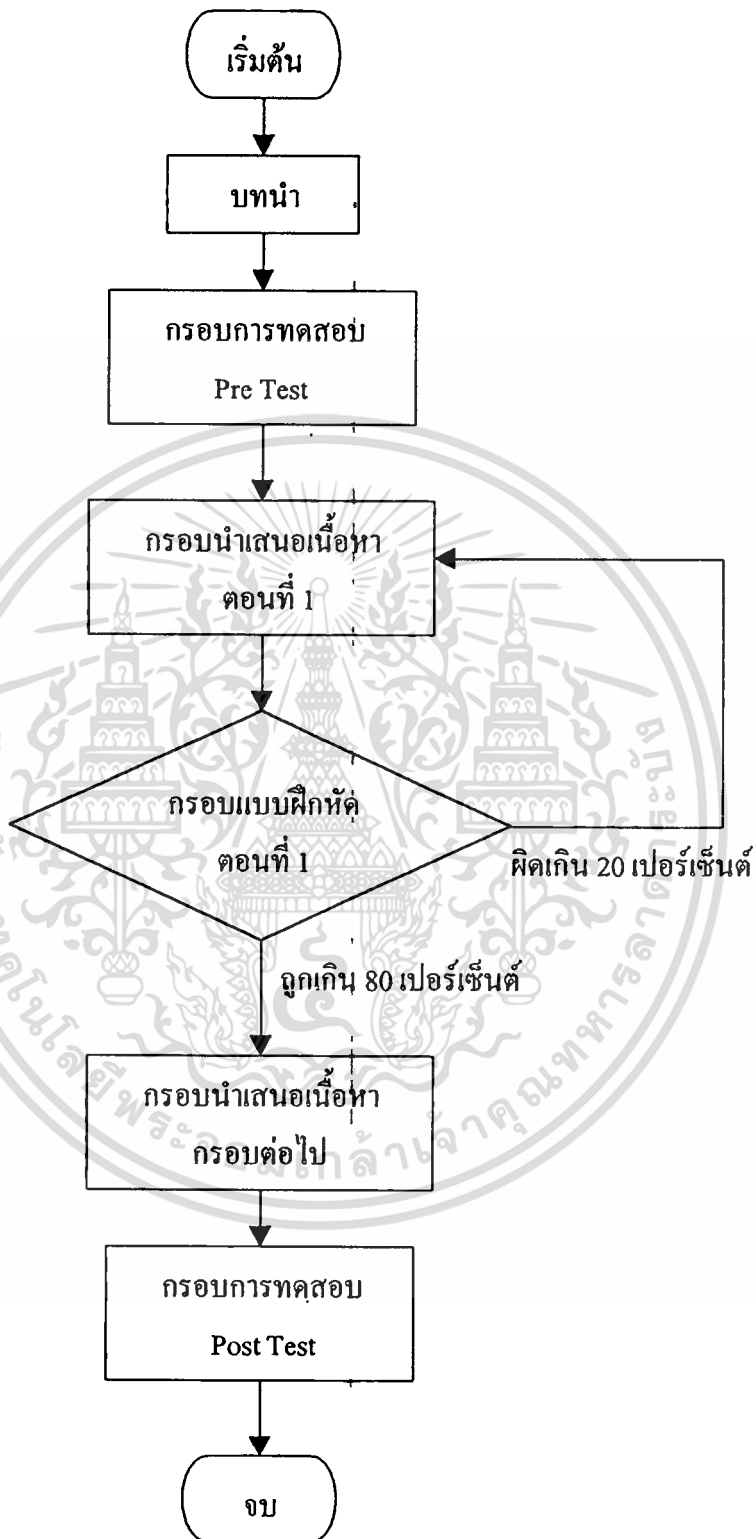 เริ่มต้น
บทนำ
กรอบการทดสอบ
Pre Test
กรอบนำเสนอเนื้อหา
ตอนที่ 1
กรอบแบบฝึกหัด
ตอนที่ 1
ผิดเกิน 20 เปอร์เซ็นต์
ถูกเกิน 80 เปอร์เซ็นต์
กรอบนำเสนอเนื้อหา
กรอบต่อไป
กรอบการทดสอบ
Post Test
จบ